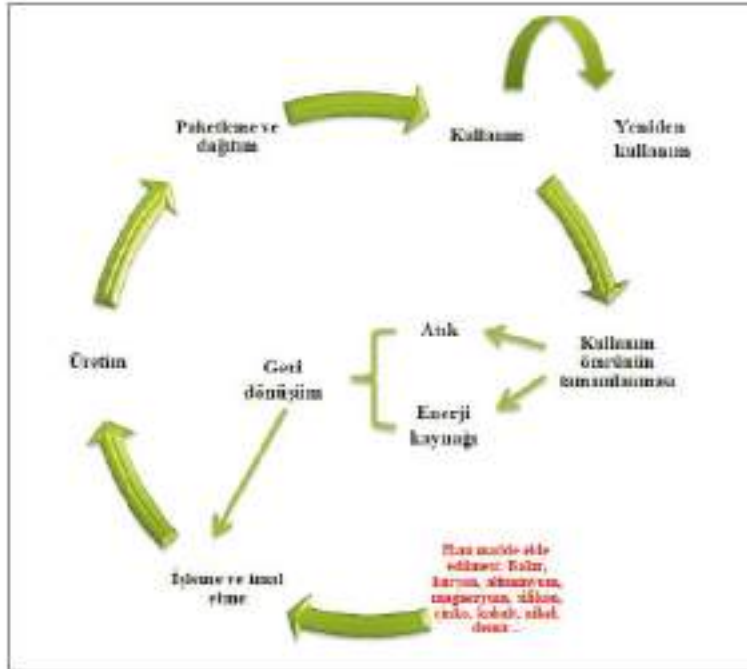 Paketleme ve
dağıtım
Kullanım
Yeniden
kullanım
Üretim
Geri
dönüşüm
Atık
Enerji
kaynağı
Kullanım
ömrünün
tamamlanması
İşleme ve imal
etme
Ham madde elde
edilmesi: Bakır,
kurşun, alüminyum,
magnezyum, silikon,
çinko, kobalt, nikel,
demir...